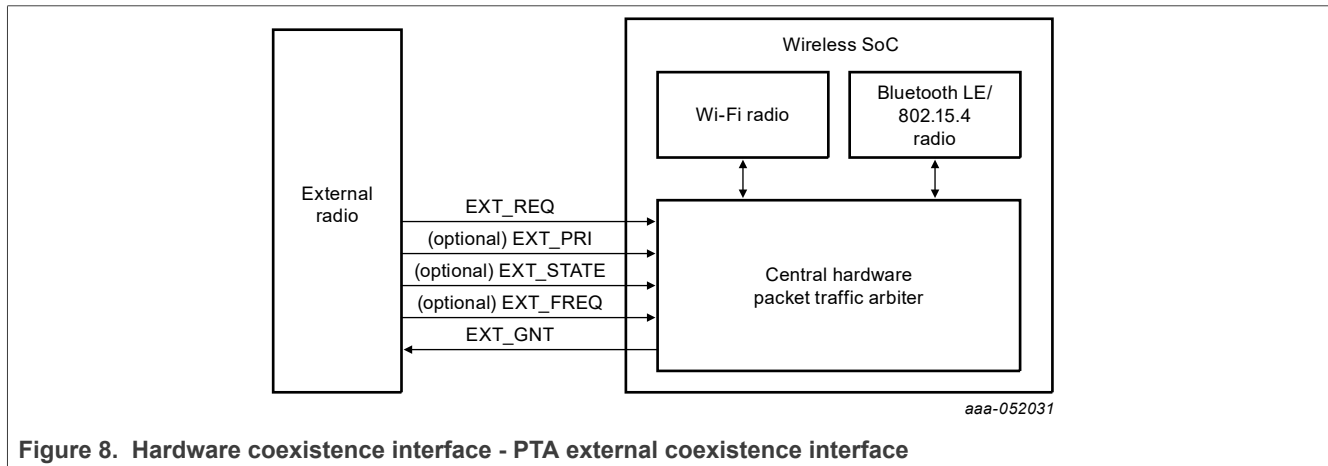 Wireless SoC
Wi-Fi radio
Bluetooth LE/
802.15.4
radio
External
radio
EXT_REQ
(optional) EXT_PRI
(optional) EXT_STATE
(optional) EXT_FREQ
EXT_GNT
Central hardware
packet traffic arbiter
aaa-052031
Figure 8. Hardware coexistence interface - PTA external coexistence interface